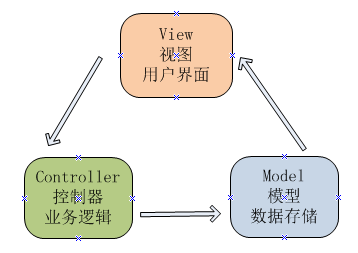 View
视图
用户界面
Controller
控制器
业务逻辑
Model
模型
数据存储